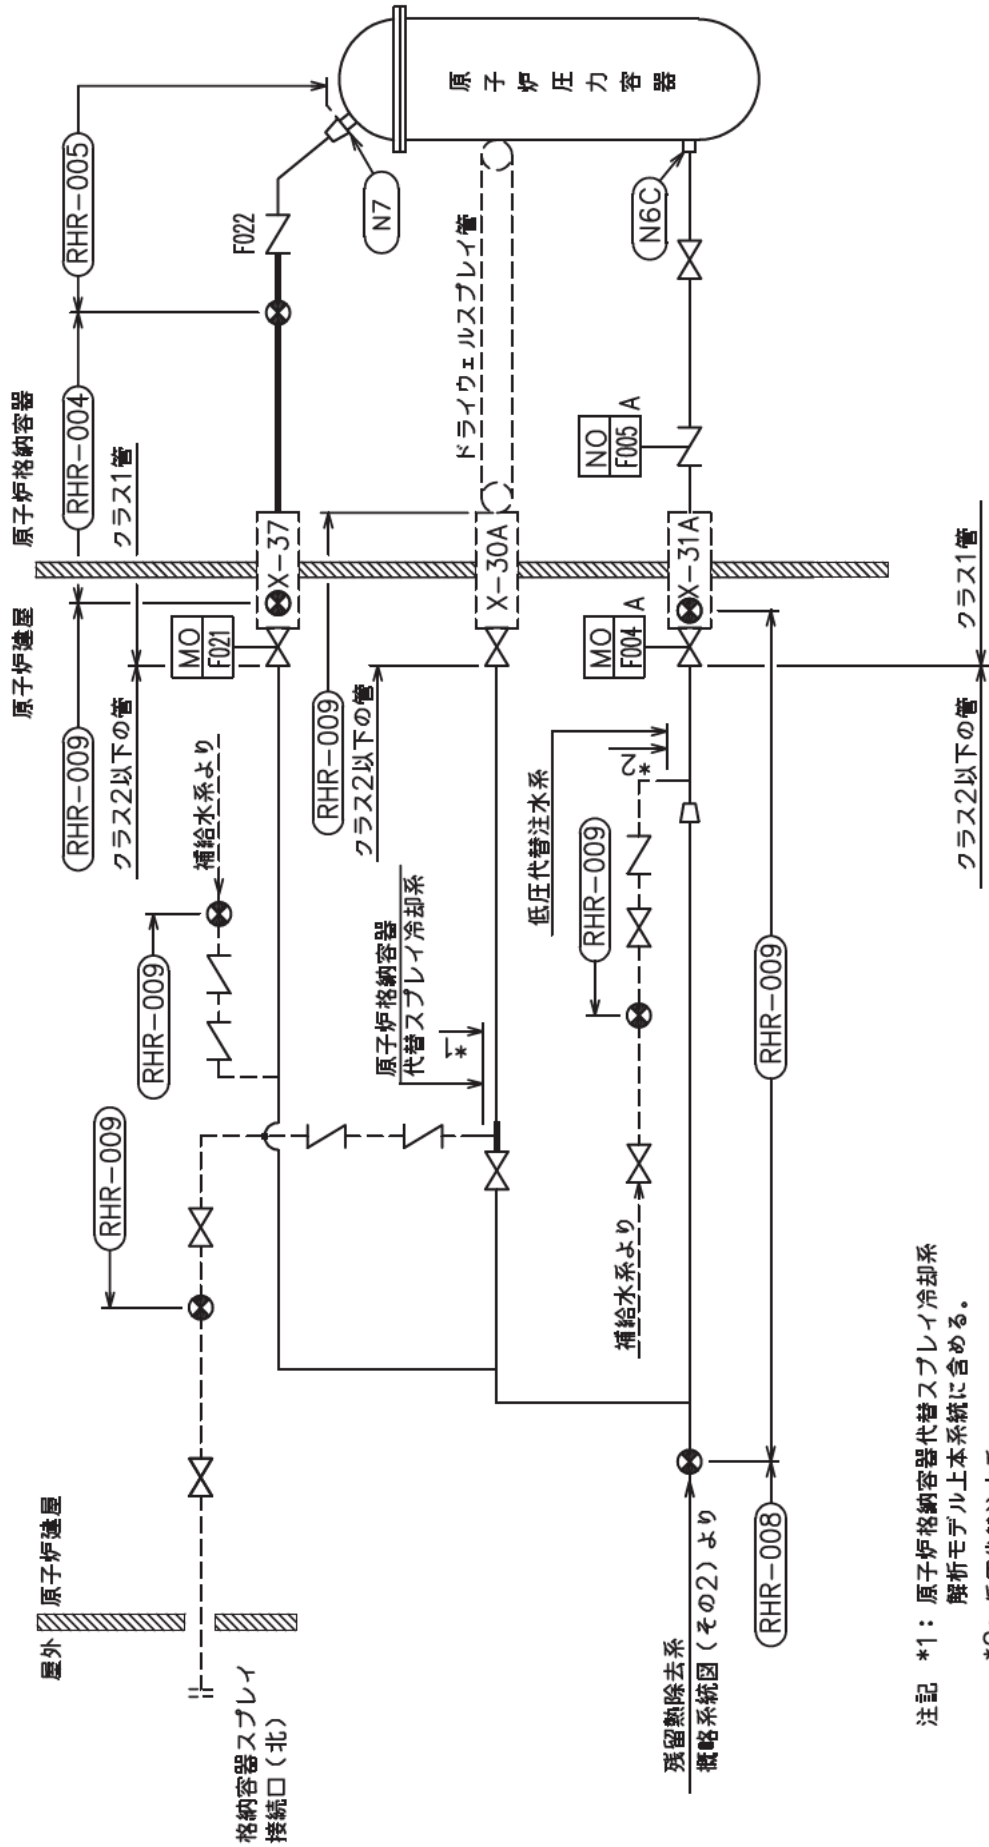 屋外
原子炉建屋
格納容器スプレイ
接続口(北)
RHR-009
RHR-009
補給水系より
原子炉建屋
原子炉格納容器
RHR-009
RHR-004
RHR-005
クラス2以下の管
クラス1管
MO
F021
X-37
F022
N7
原子炉圧力容器
原子炉格納容器
代替スプレイ冷却系
*1
RHR-009
クラス2以下の管
X-30A
ドライウェルスプレイ管
補給水系より
RHR-009
低圧代替注水系
*2
MO
F004
A
X-31A
NO
F005
A
N6C
残留熱除去系
概略系統図(その2)より
RHR-008
RHR-009
クラス2以下の管
クラス1管
注記 *1:原子炉格納容器代替スプレイ冷却系
解析モデル上本系統に含める。